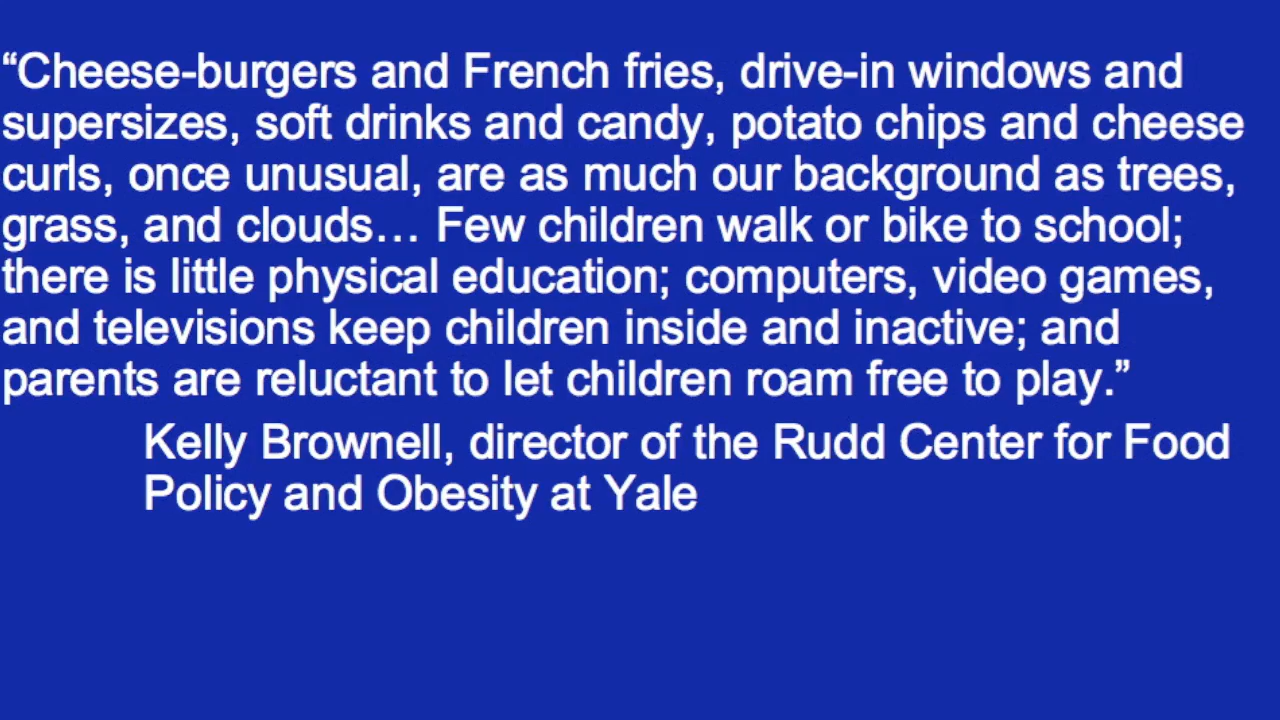 “Cheese-burgers and French fries, drive-in windows and
supersizes, soft drinks and candy, potato chips and cheese
curls, once unusual, are as much our background as trees,
grass, and clouds… Few children walk or bike to school;
there is little physical education; computers, video games,
and televisions keep children inside and inactive; and
parents are reluctant to let children roam free to play.”
Kelly Brownell, director of the Rudd Center for Food
Policy and Obesity at Yale